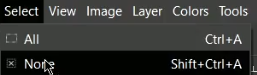 Select View Image Layer Colors Tools
All Ctrl+A
None Shift+Ctrl+A